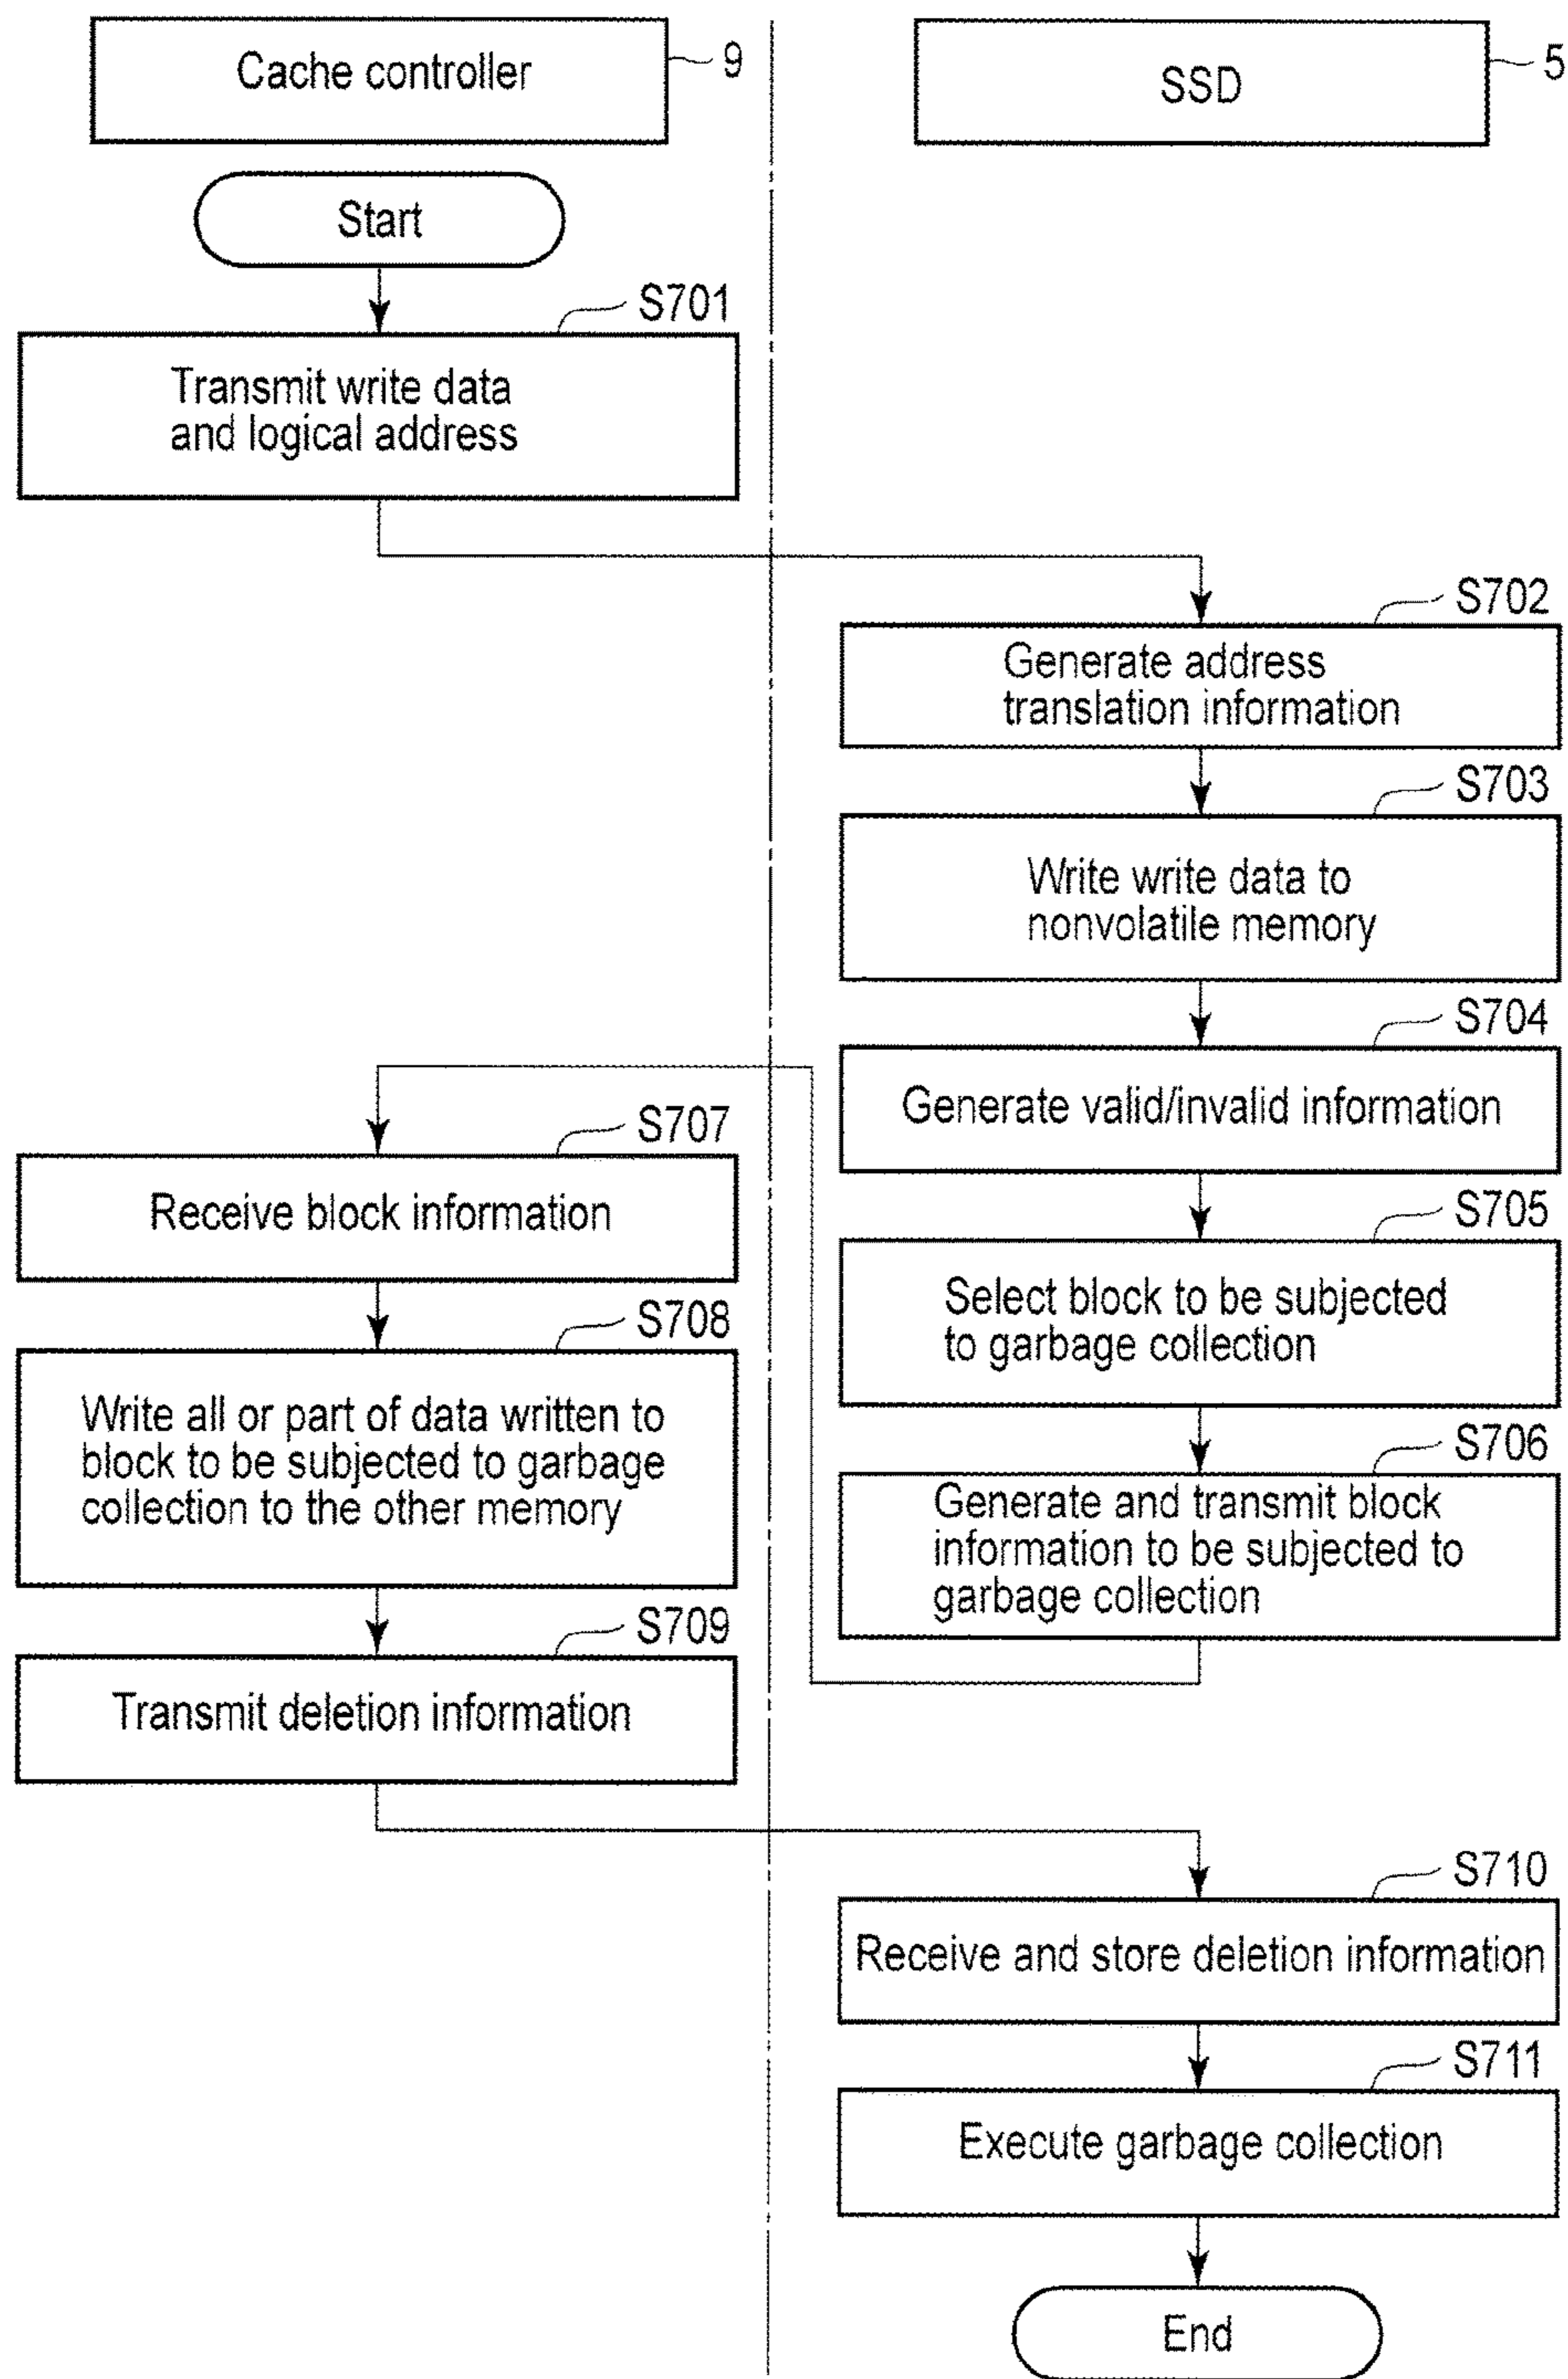 Cache controller
9
SSD
5
Start
S701
Transmit write data
and logical address
S702
Generate address
translation information
S703
Write write data to
nonvolatile memory
S704
Generate valid/invalid information
S705
Select block to be subjected
to garbage collection
S706
Generate and transmit block
information to be subjected to
garbage collection
S707
Receive block information
S708
Write all or part of data written to
block to be subjected to garbage
collection to the other memory
S709
Transmit deletion information
S710
Receive and store deletion information
S711
Execute garbage collection
End